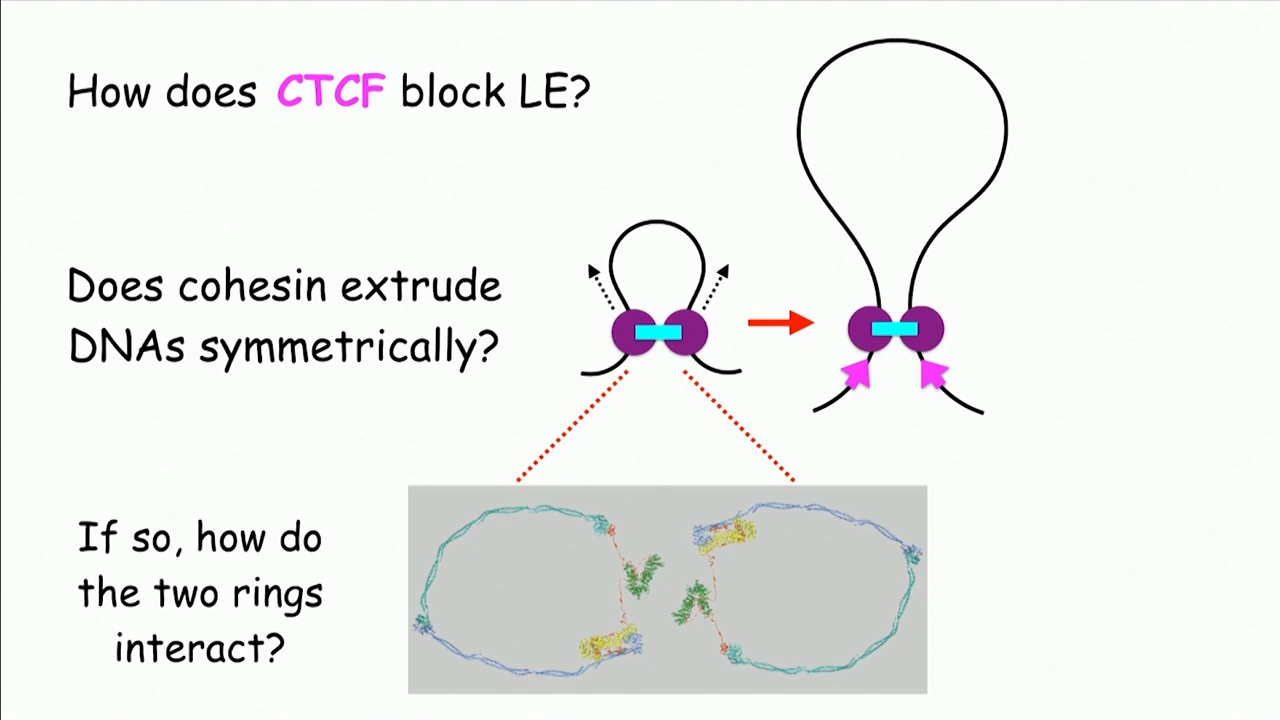 How does CTCF block LE?
Does cohesin extrude
DNAs symmetrically?
If so, how do
the two rings
interact?